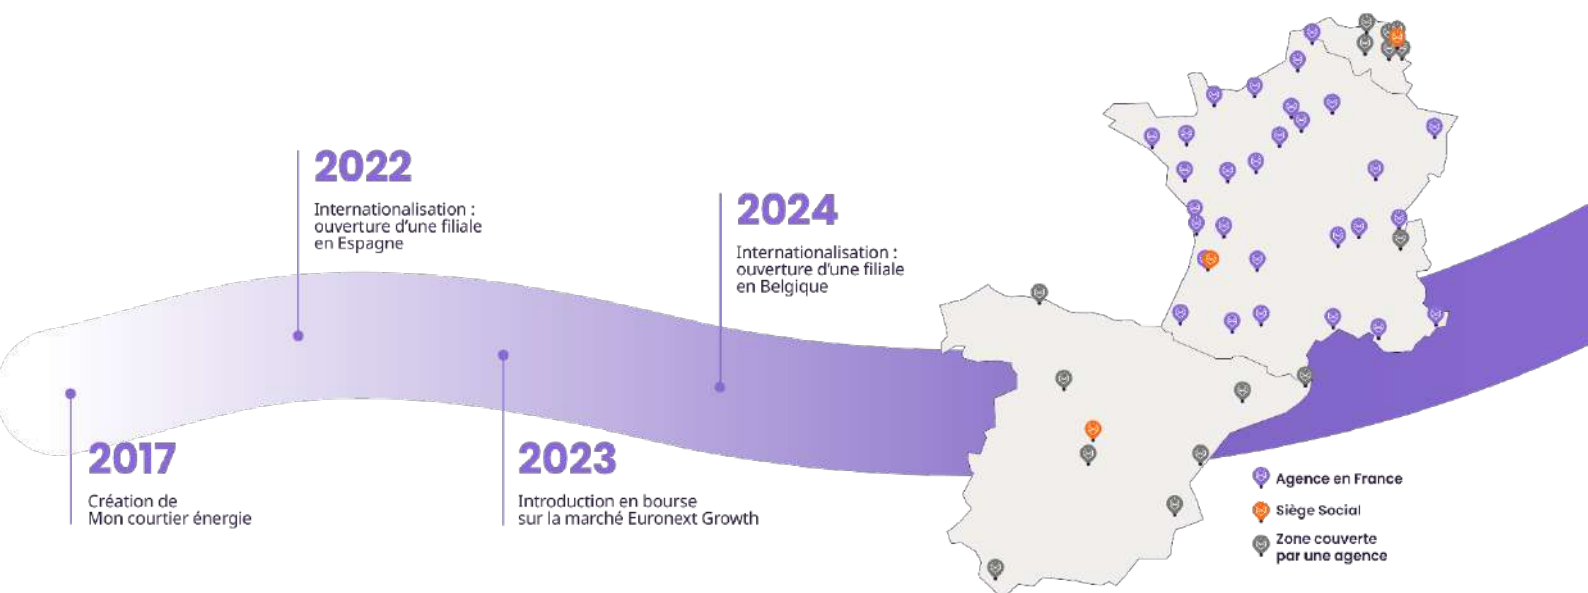 2017
Création de
Mon courtier énergie
2022
Internationalisation :
ouverture d'une filiale
en Espagne
2023
Introduction en bourse
sur la marché Euronext Growth
2024
Internationalisation :
ouverture d'une filiale
en Belgique
Agence en France
Siège Social
Zone couverte
par une agence